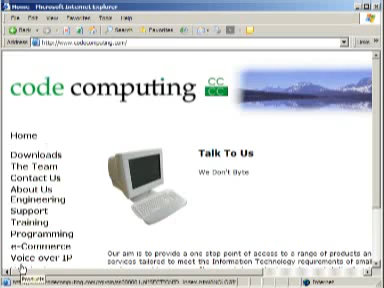 Home - Microsoft Internet Explorer
File Edit View Favorites Tools Help
Back Search Favorites
Address http://www.codecomputing.com/
code computing CC CC
Home
Downloads
The Team
Contact Us
About Us
Engineering
Support
Training
Programming
e-Commerce
Voice over IP
Products
Talk To Us
We Don't Byte
Our aim is to provide a one stop point of access to a range of products and
services tailored to meet the Information Technology requirements of small
Internet